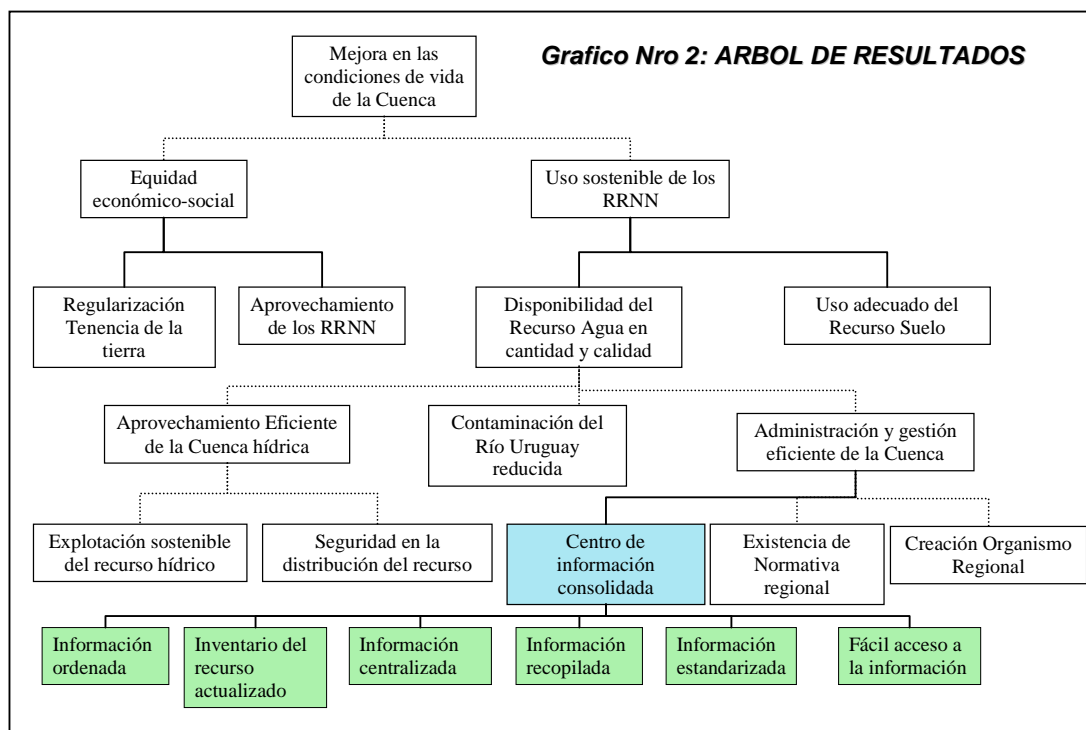 Grafico Nro 2: ARBOL DE RESULTADOS
Mejora en las
condiciones de vida
de la Cuenca
Equidad
económico-social
Uso sostenible de los
RRNN
Regularización
Tenencia de la
tierra
Aprovechamiento
de los RRNN
Disponibilidad del
Recurso Agua en
cantidad y calidad
Uso adecuado del
Recurso Suelo
Aprovechamiento Eficiente
de la Cuenca hídrica
Contaminación del
Río Uruguay
reducida
Administración y gestión
eficiente de la Cuenca
Explotación sostenible
del recurso hídrico
Seguridad en la
distribución del recurso
Centro de
información
consolidada
Existencia de
Normativa
regional
Creación Organismo
Regional
Información
ordenada
Inventario del
recurso
actualizado
Información
centralizada
Información
recopilada
Información
estandarizada
Fácil acceso a
la información